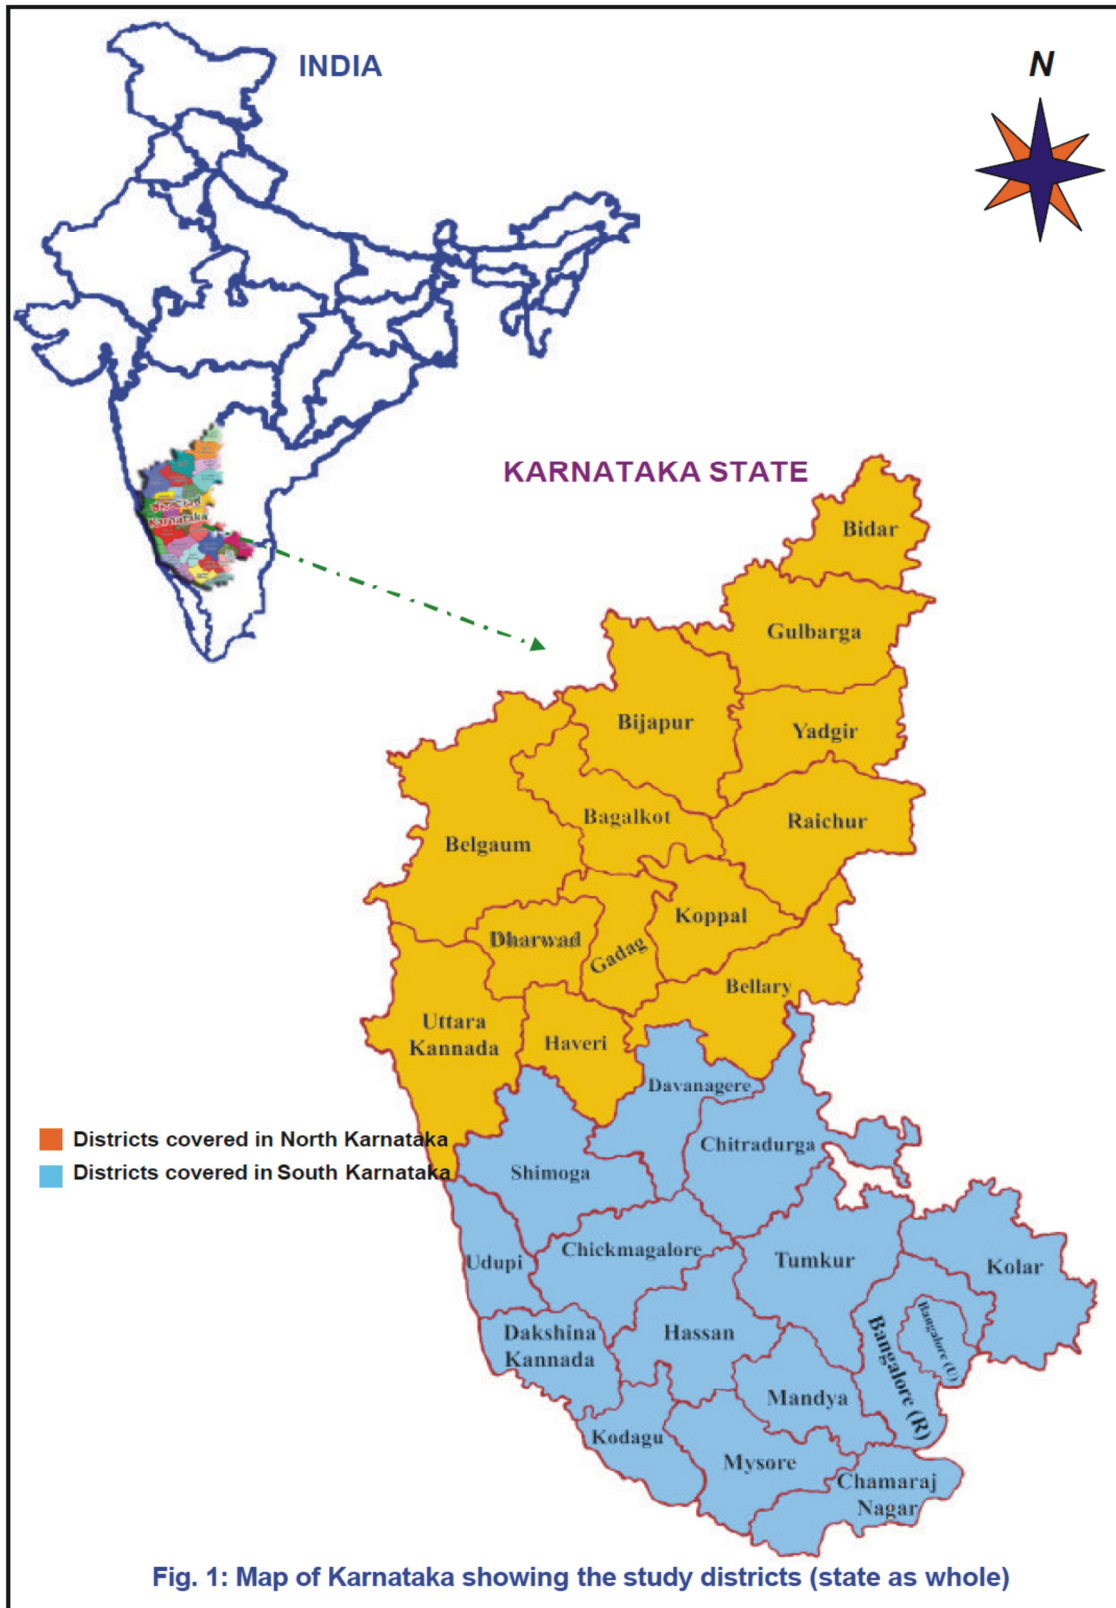 INDIA
N
KARNATAKA STATE
Bidar
Gulbarga
Bijapur
Yadgir
Bagalkot
Raichur
Belgaum
Koppal
Dharwad
Gadag
Bellary
Uttara
Kannada
Haveri
Davanagere
Districts covered in North Karnataka
Districts covered in South Karnataka
Chitradurga
Shimoga
Udupi
Chickmagalore
Tumkur
Kolar
Dakshina
Kannada
Hassan
Bangalore (U)
Bangalore (R)
Mandya
Kodagu
Mysore
Chamaraj
Nagar
Karnataka
Fig. 1: Map of Karnataka showing the study districts (state as whole)